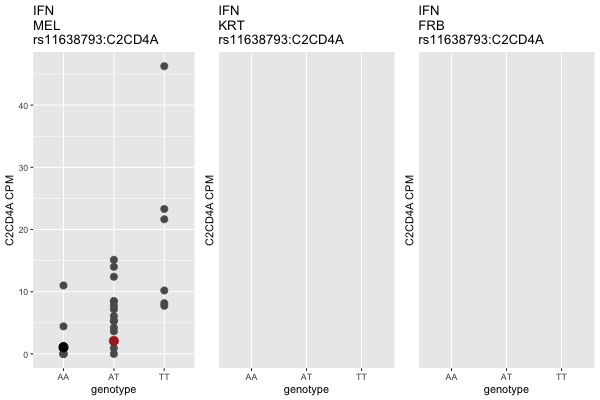 IFN
MEL
rs11638793:C2CD4A
C2CD4A CPM
40
30
20
10
0
AA AT TT
genotype
IFN
KRT
rs11638793:C2CD4A
C2CD4A CPM
AA AT TT
genotype
IFN
FRB
rs11638793:C2CD4A
C2CD4A CPM
AA AT TT
genotype